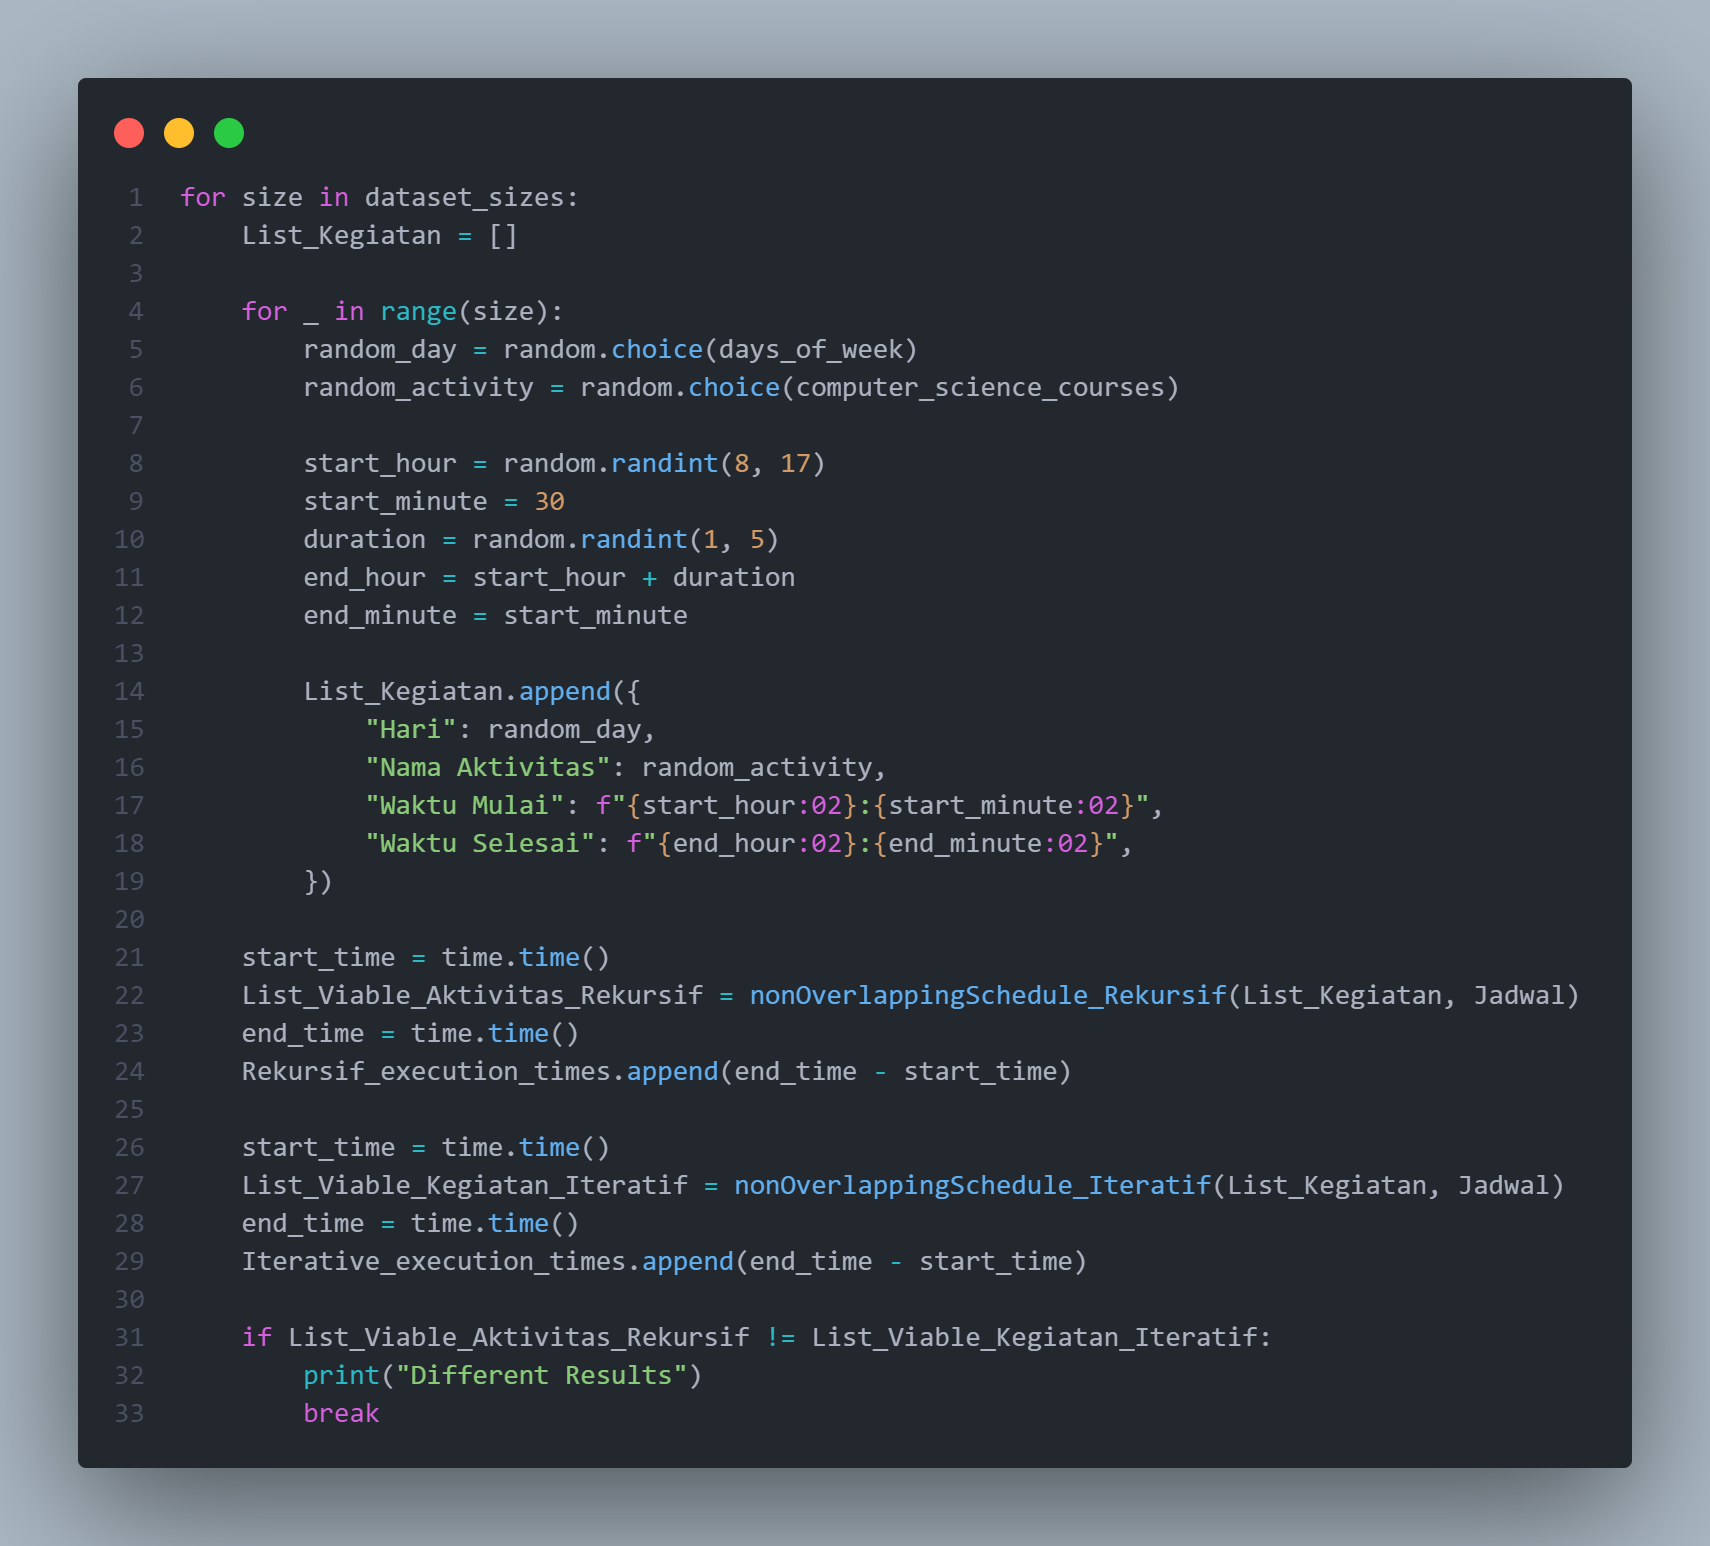 1 for size in dataset_sizes:
2     List_Kegiatan = []
3
4     for _ in range(size):
5         random_day = random.choice(days_of_week)
6         random_activity = random.choice(computer_science_courses)
7
8         start_hour = random.randint(8, 17)
9         start_minute = 30
10         duration = random.randint(1, 5)
11         end_hour = start_hour + duration
12         end_minute = start_minute
13
14         List_Kegiatan.append({
15             "Hari": random_day,
16             "Nama Aktivitas": random_activity,
17             "Waktu Mulai": f"{start_hour:02}:{start_minute:02}",
18             "Waktu Selesai": f"{end_hour:02}:{end_minute:02}",
19         })
20
21     start_time = time.time()
22     List_Viable_Aktivitas_Rekursif = nonOverlappingSchedule_Rekursif(List_Kegiatan, Jadwal)
23     end_time = time.time()
24     Rekursif_execution_times.append(end_time - start_time)
25
26     start_time = time.time()
27     List_Viable_Kegiatan_Iteratif = nonOverlappingSchedule_Iteratif(List_Kegiatan, Jadwal)
28     end_time = time.time()
29     Iterative_execution_times.append(end_time - start_time)
30
31     if List_Viable_Aktivitas_Rekursif != List_Viable_Kegiatan_Iteratif:
32         print("Different Results")
33         break